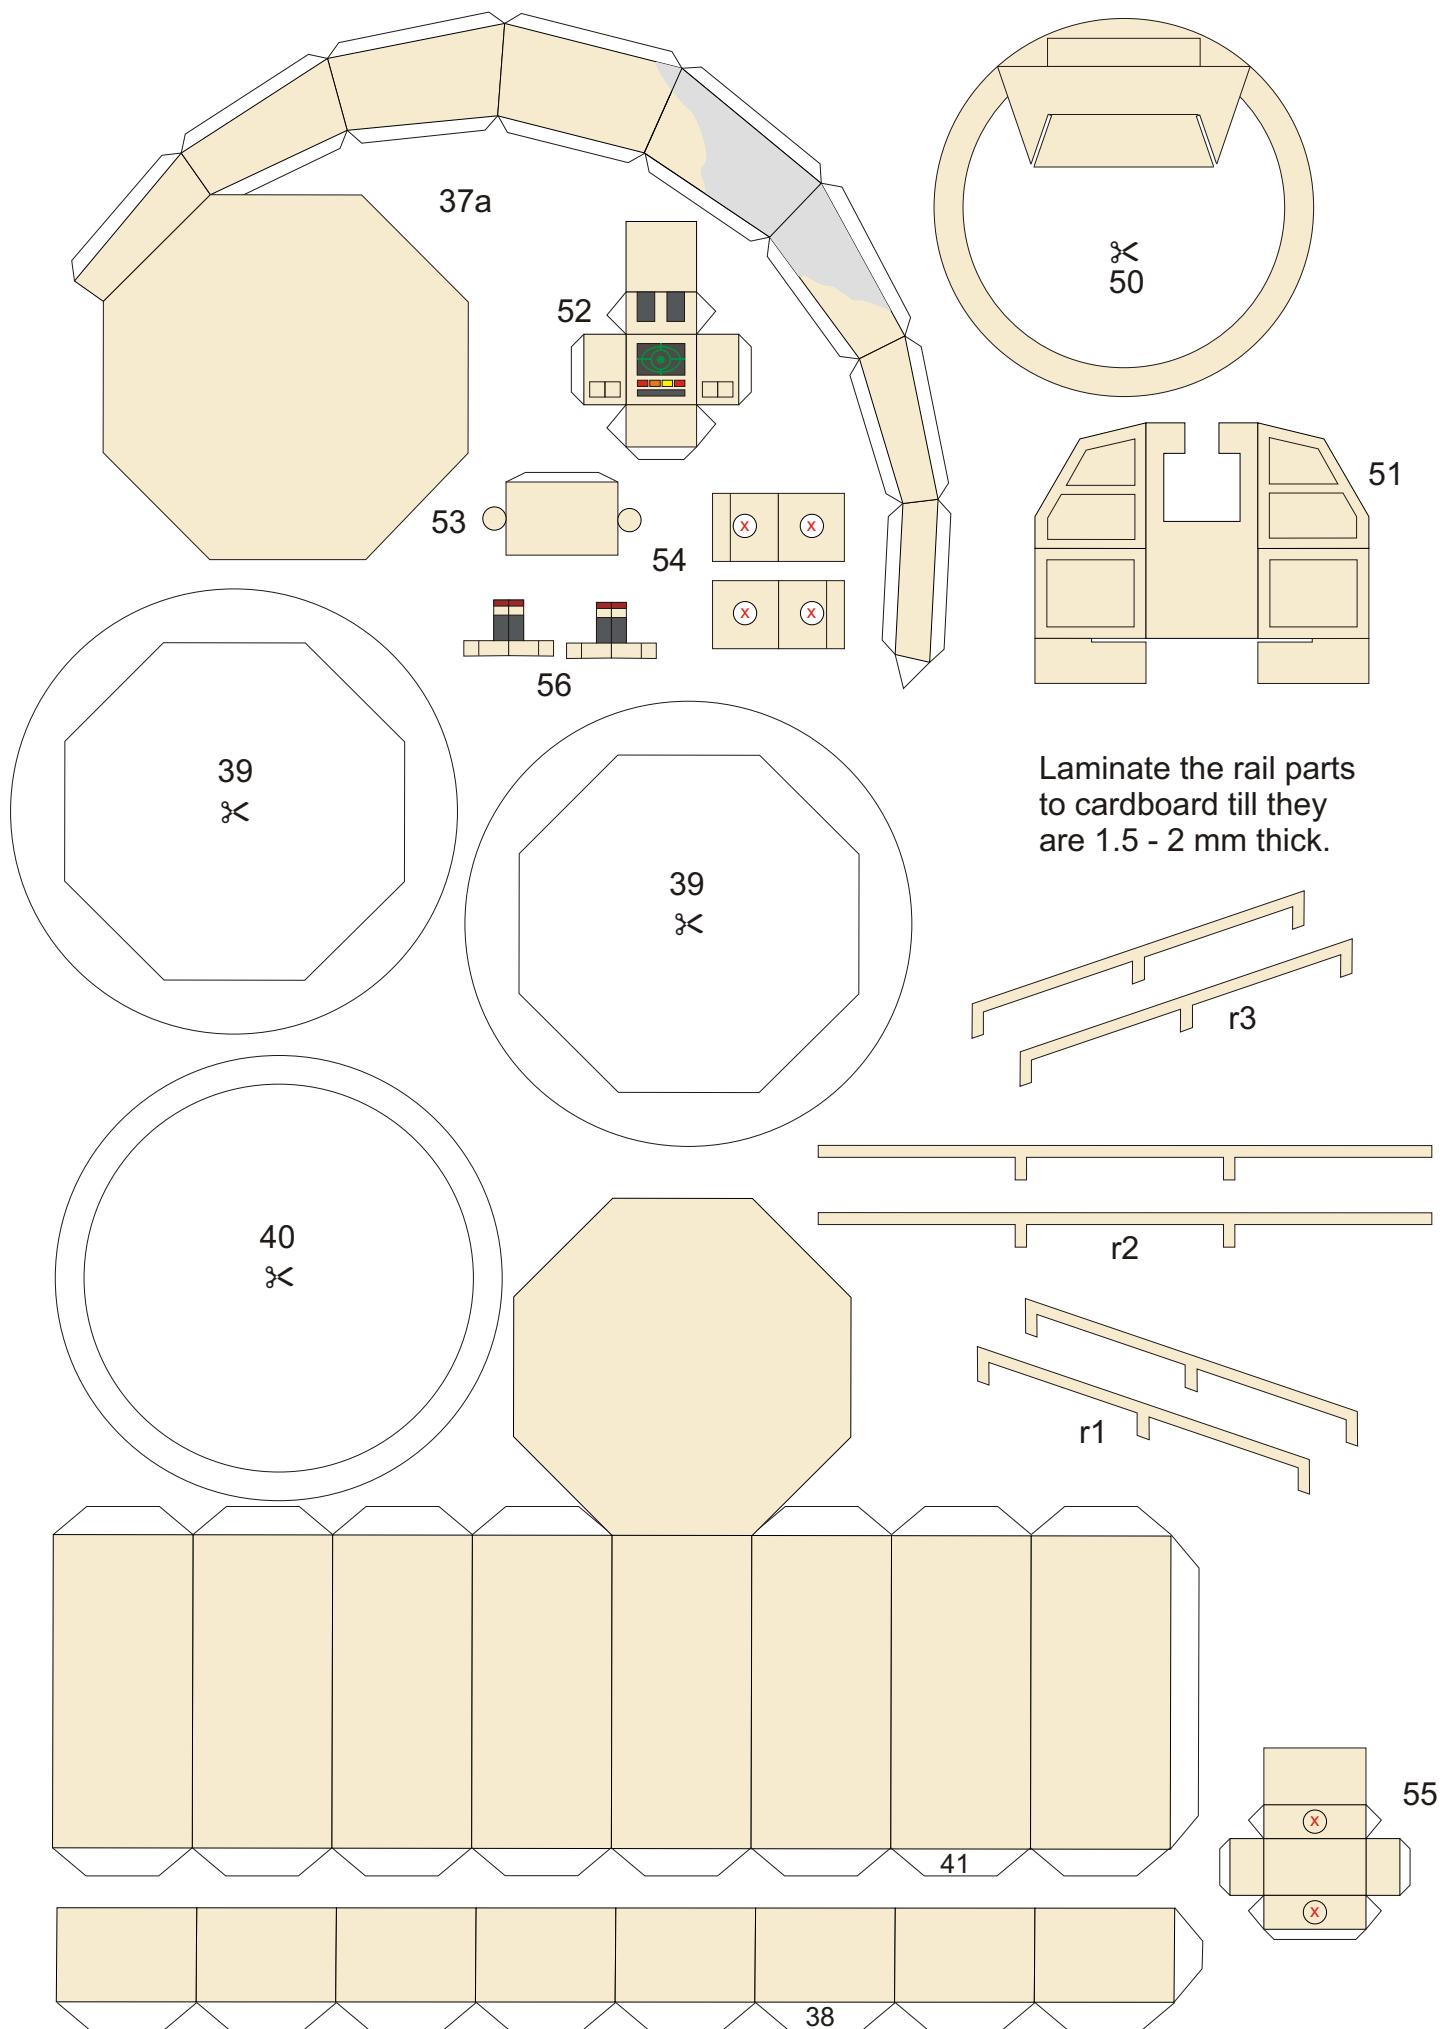 37a
50
52
51
53
54
x
x
x
x
56
39
Laminate the rail parts
to cardboard till they
are 1.5 - 2 mm thick.
39
r3
40
r2
r1
55
x
x
41
38